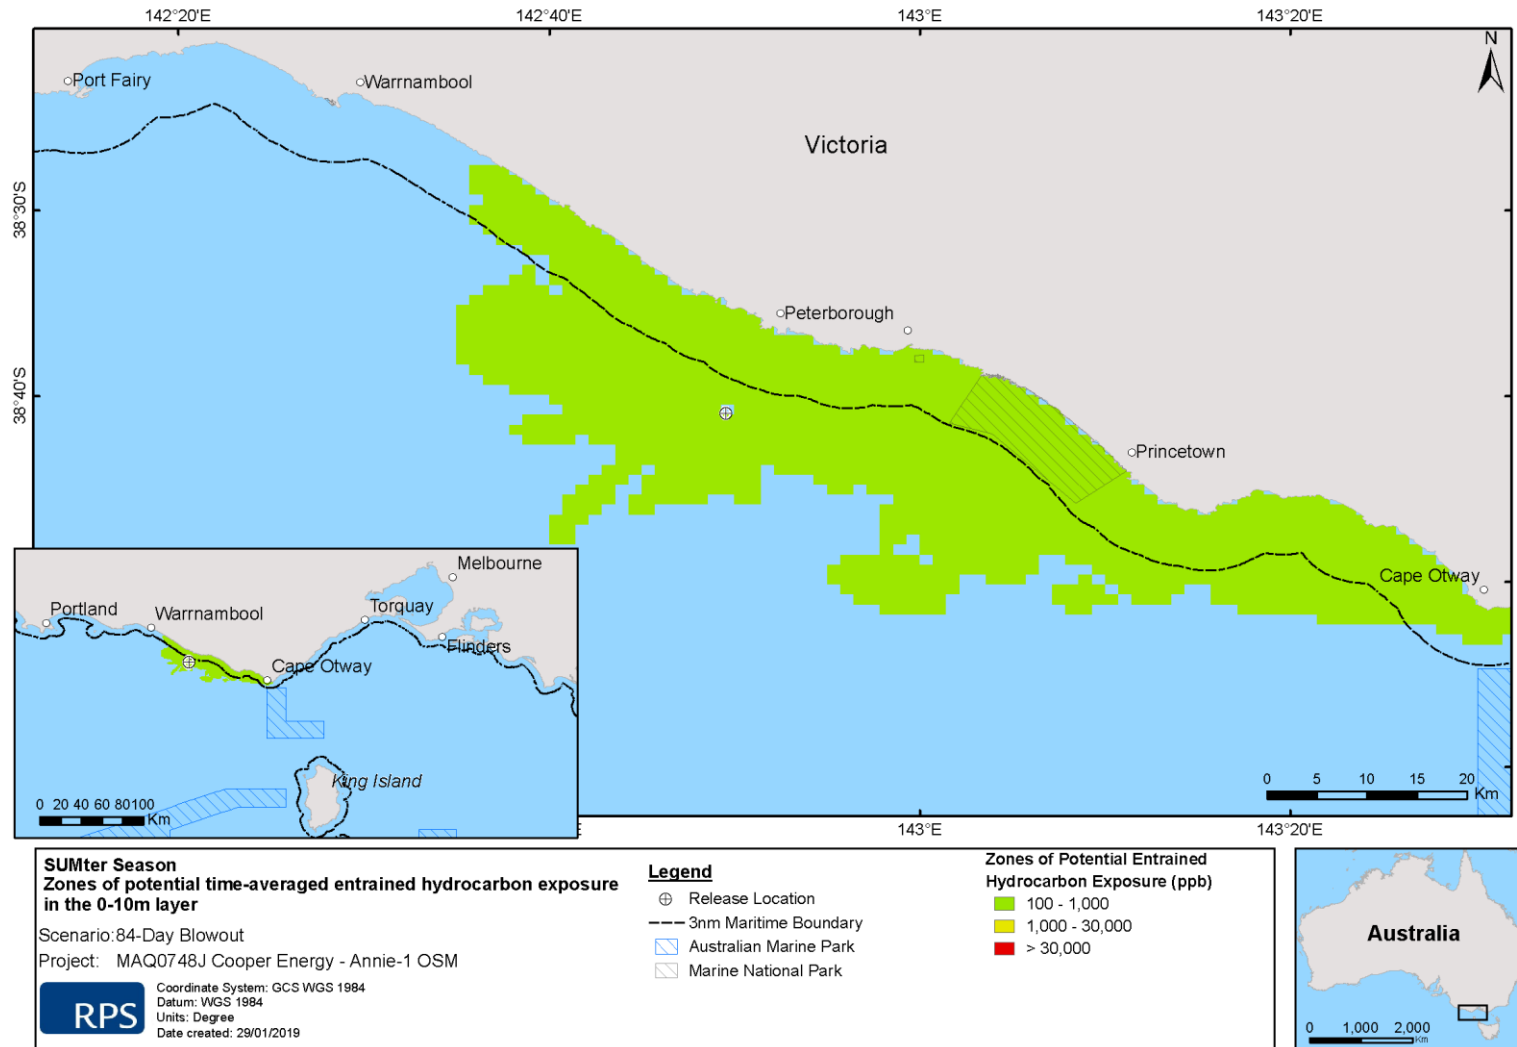 142°20'E 142°40'E 143°E 143°20'E
N
Port Fairy
Warrnambool
Victoria
38°30'S
Peterborough
38°40'S
Princetown
Cape Otway
Melbourne
Portland
Warrnambool
Torquay
Flinders
Cape Otway
King Island
0 20 40 60 80100
Km
0 5 10 15 20
Km
143°E 143°20'E
SUMter Season
Zones of potential time-averaged entrained hydrocarbon exposure
in the 0-10m layer
Scenario:84-Day Blowout
Project: MAQ0748J Cooper Energy - Annie-1 OSM
RPS
Coordinate System: GCS WGS 1984
Datum: WGS 1984
Units: Degree
Date created: 29/01/2019
Legend
Release Location
3nm Maritime Boundary
Australian Marine Park
Marine National Park
Zones of Potential Entrained
Hydrocarbon Exposure (ppb)
100 - 1,000
1,000 - 30,000
> 30,000
Australia
0 1,000 2,000
Km